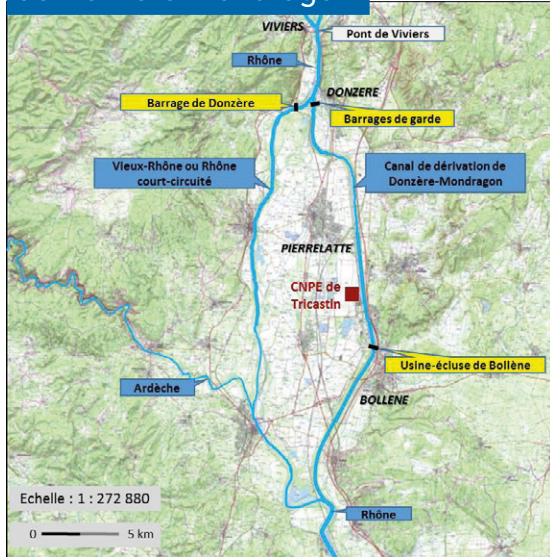 VIVIERS
Pont de Viviers
Rhône
DONZERE
Barrage de Donzère
Barrages de garde
Vieux-Rhône ou Rhône
court-circuité
Canal de dérivation de
Donzère-Mondragon
PIERRELATTE
CNPE de
Tricastin
Usine-écluse de Bollène
Ardèche
BOLLENE
Echelle : 1 : 272 880
0 5 km
Rhône